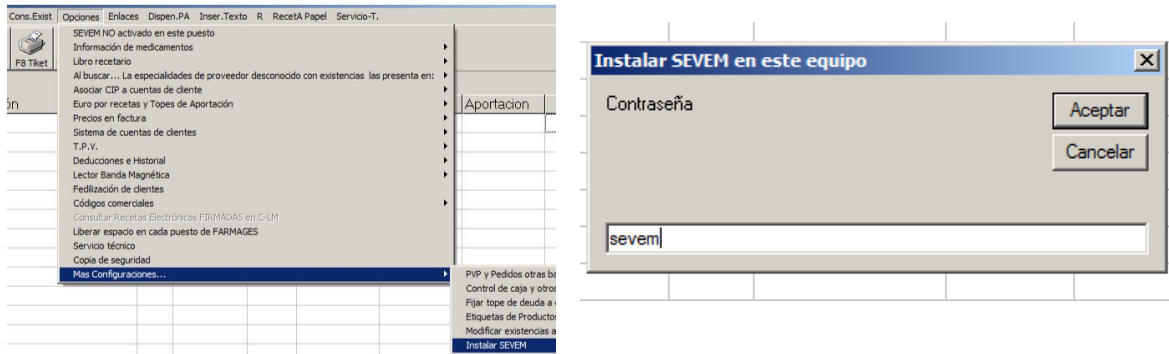 Cons.Exist Opciones Enlaces Dispen.PA Inser.Texto R RecetA Papel Servicio-T.
F8 Tiket
SEVEM NO activado en este puesto
Información de medicamentos
Libro recetario
Al buscar... La especialidades de proveedor desconocido con existencias las presenta en:
Asociar CIP a cuentas de cliente
Euro por recetas y Topes de Aportación
Precios en factura
Sistema de cuentas de clientes
T.P.V.
Deducciones e Historial
Lector Banda Magnética
Fedilización de clientes
Códigos comerciales
Consultar Recetas Electrónicas FIRMADAS en C-LM
Liberar espacio en cada puesto de FARMAGES
Servicio técnico
Copia de seguridad
Mas Configuraciones...
ón
Aportacion
PVP y Pedidos otras ba
Control de caja y otros
Fijar tope de deuda a
Etiquetas de Producto
Modificar existencias a
Instalar SEVEM
Instalar SEVEM en este equipo
Contraseña
Aceptar
Cancelar
sevem